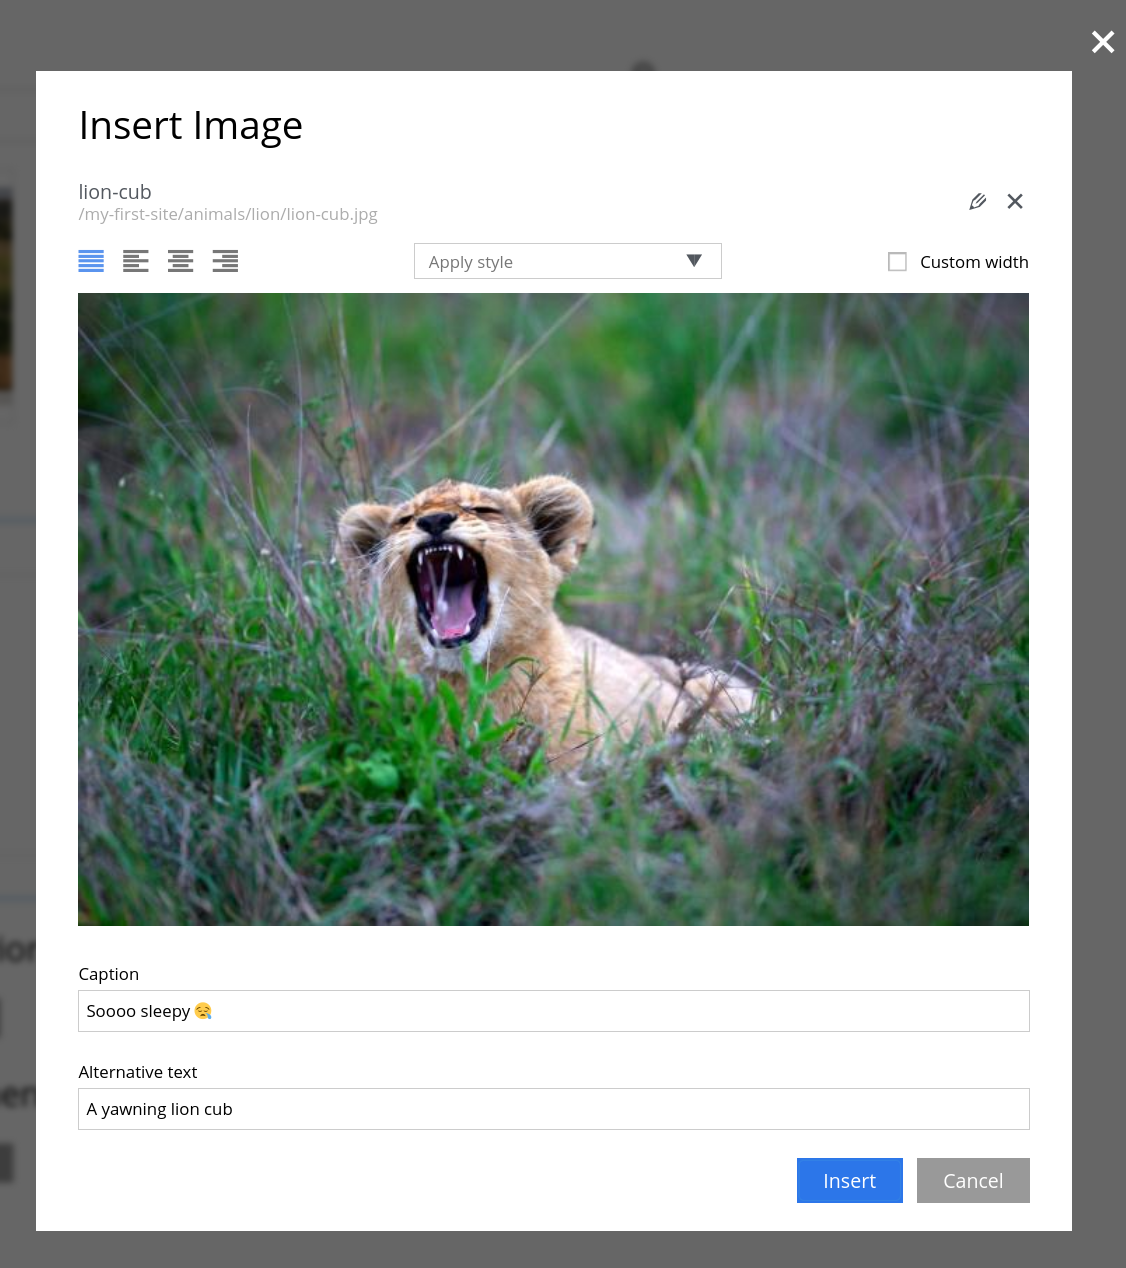 Insert Image
lion-cub
/my-first-site/animals/lion/lion-cub.jpg
Apply style
Custom width
Caption
Soooo sleepy 😪
Alternative text
A yawning lion cub
Insert Cancel